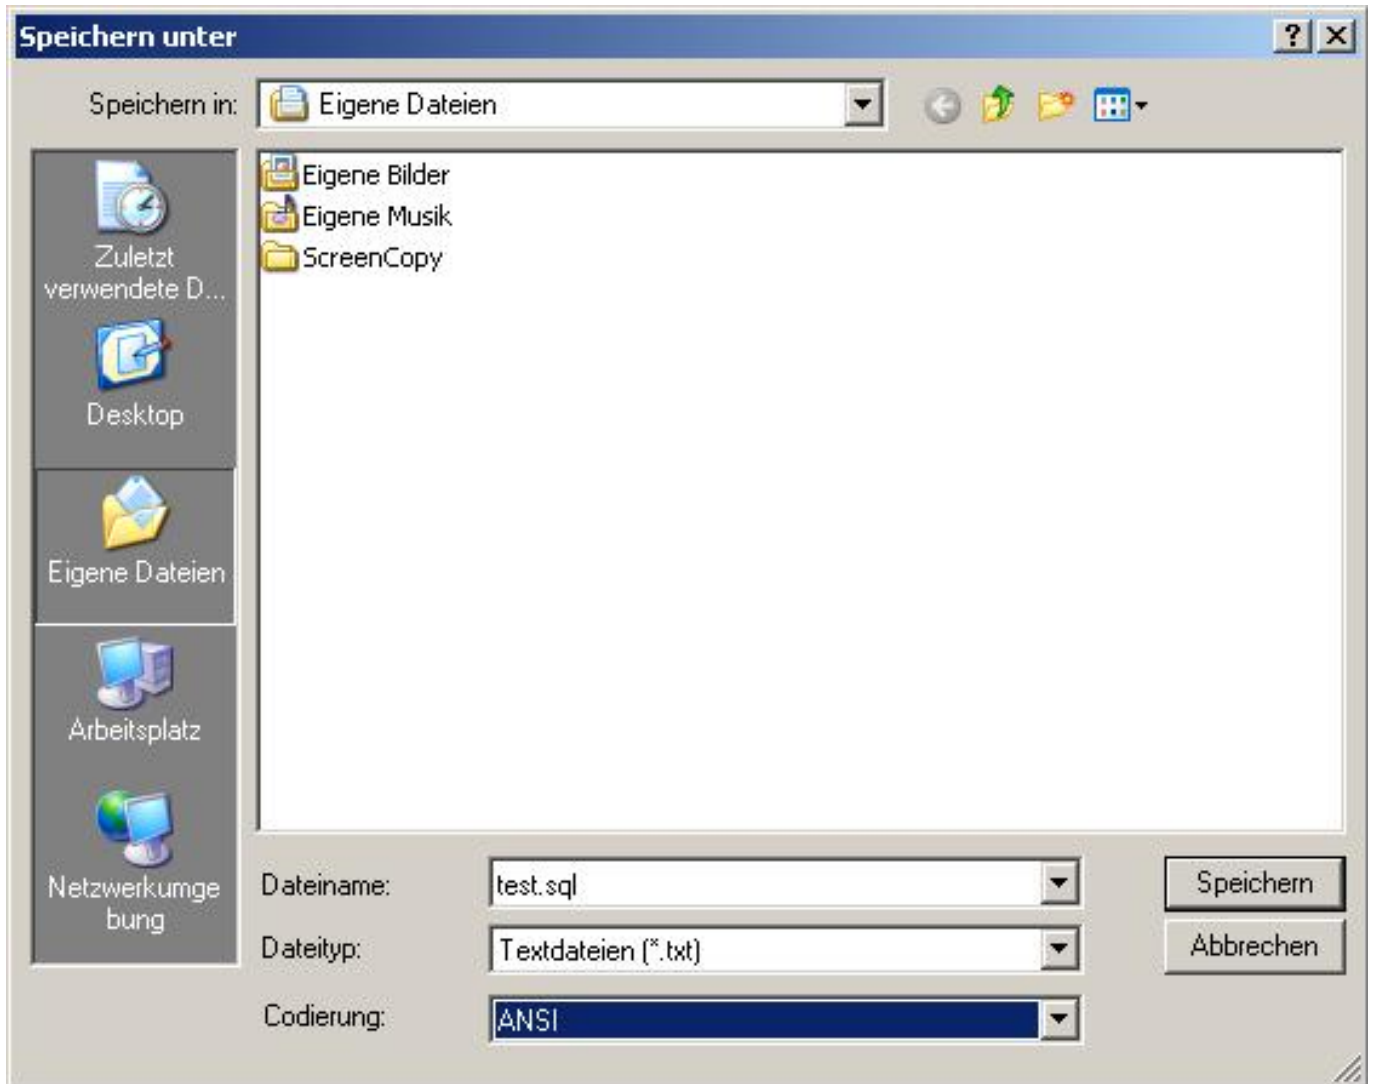 Speichern unter
Speichern in:
Eigene Dateien
Zuletzt
verwendete D...
Desktop
Eigene Dateien
Arbeitsplatz
Netzwerkumge
bung
Eigene Bilder
Eigene Musik
ScreenCopy
Dateiname:
test.sql
Speichern
Dateityp:
Textdateien (*.txt)
Abbrechen
Codierung:
ANSI